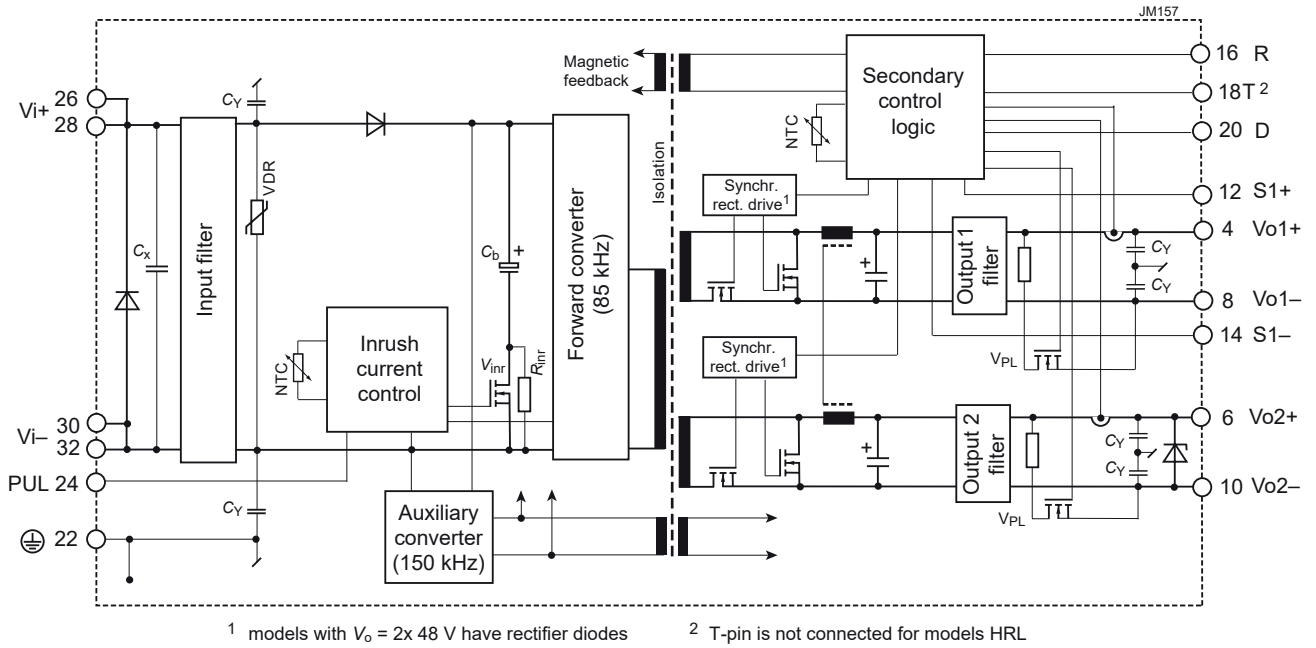 JM157
Vi+
26
28
CY
VDR
Cx
Input filter
Vi–
30
32
PUL 24
CY
22
NTC
Inrush
current
control
Vinr
Rinr
Cb
+
Forward converter
(85 kHz)
Auxiliary
converter
(150 kHz)
Magnetic
feedback
Isolation
Secondary
control
logic
NTC
Synchr.
rect. drive1
+
Output 1
filter
CY
CY
VPL
Synchr.
rect. drive1
+
Output 2
filter
CY
CY
VPL
16 R
18T 2
20 D
12 S1+
4 Vo1+
8 Vo1–
14 S1–
6 Vo2+
10 Vo2–
1 models with Vo = 2x 48 V have rectifier diodes
2 T-pin is not connected for models HRL